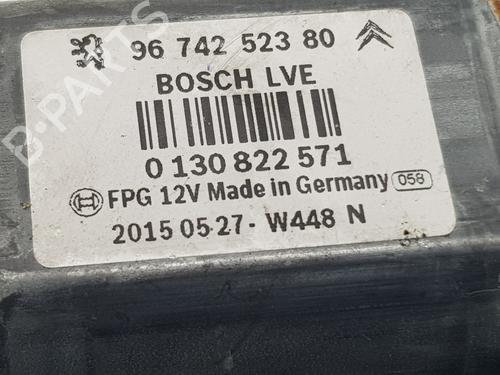 96 742 523 80
BOSCH LVE
0 130 822 571
FPG 12V Made in Germany 058
2015 05-27- W448 N
B-PARTS